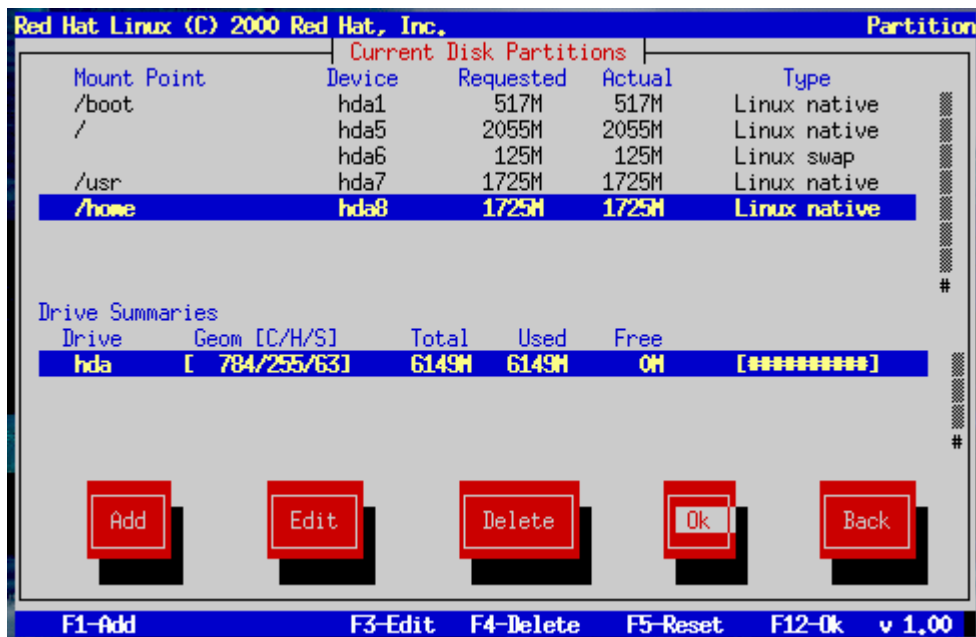 Red Hat Linux (C) 2000 Red Hat, Inc. Partition
Current Disk Partitions
Mount Point Device Requested Actual Type
/boot hda1 517M 517M Linux native
/ hda5 2055M 2055M Linux native
hda6 125M 125M Linux swap
/usr hda7 1725M 1725M Linux native
/home hda8 1725M 1725M Linux native
#
Drive Summaries
Drive Geom [C/H/S] Total Used Free
hda [ 784/255/63] 6149M 6149M 0M [##########]
#
Add Edit Delete Ok Back
F1-Add F3-Edit F4-Delete F5-Reset F12-Ok v 1.00